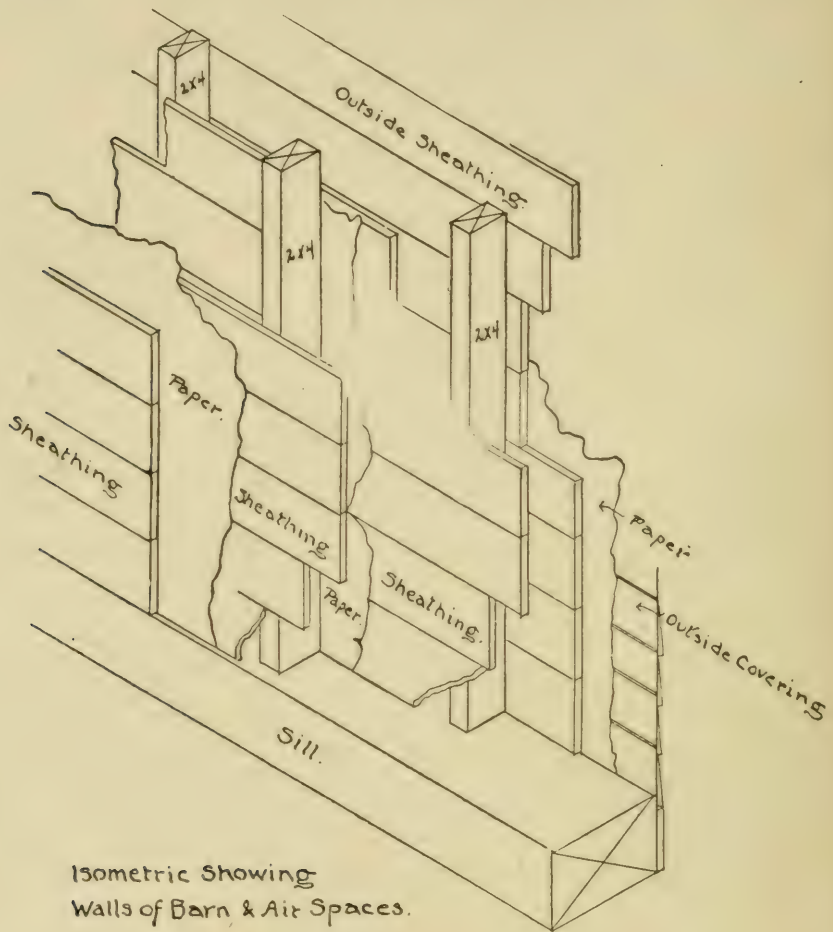 2x4
Outside Sheathing.
2x4
2x4
Paper.
Sheathing
Sheathing
Paper
Sheathing.
Paper.
Outside Covering
Sill.
Isometric Showing
Walls of Barn & Air Spaces.